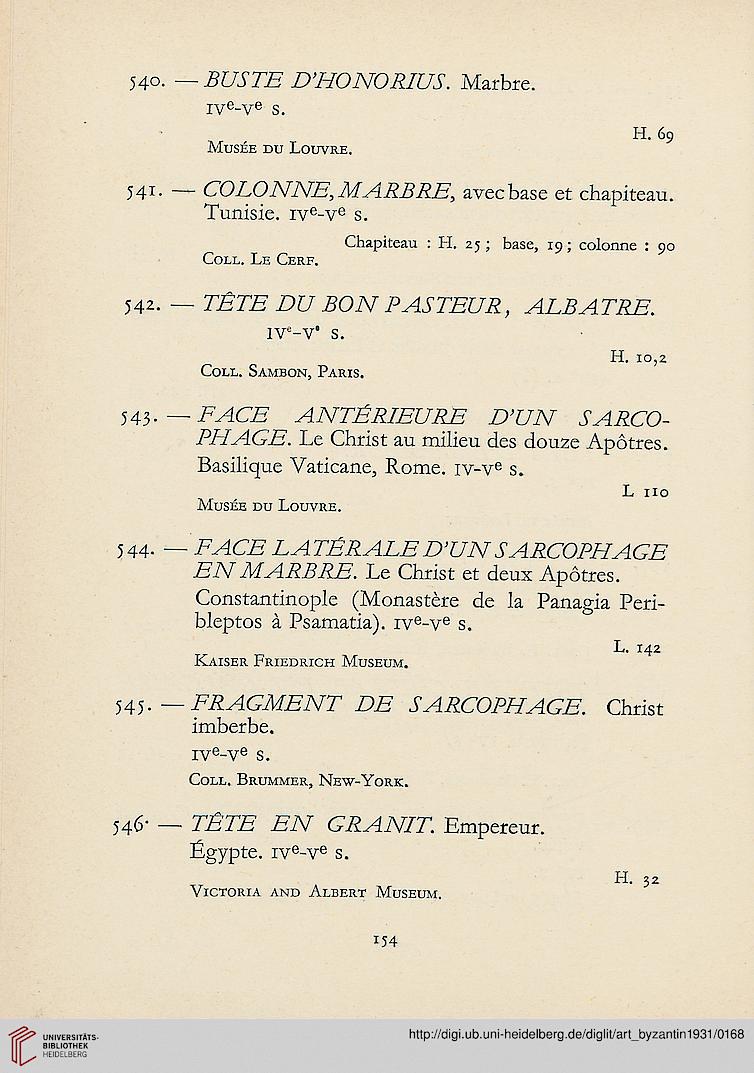 540. — BUSTE D'HONORIUS. Marbre.
IVe-Ve s.
H. 69
Musée du Louvre.
541. — COLONNE, MARBRE, avec base et chapiteau.
Tunisie. IVe-Ve s.
Chapiteau : H. 25 ; base, 19 ; colonne : 90
Coll. Le Cerf.
542. — TÊTE DU BON PASTEUR, ALBATRE.
IVe-Ve s.
H. 10,2
Coll. Sambon, Paris.
543. — FACE ANTÉRIEURE D'UN SARCO-
PHAGE. Le Christ au milieu des douze Apôtres.
Basilique Vaticane, Rome. IV-Ve s.
L 110
Musée du Louvre.
544. — FACE LATÉRALE D'UN SARCOPHAGE
EN MARBRE. Le Christ et deux Apôtres.
Constantinople (Monastère de la Panagia Peri-
bleptos à Psamatia). IVe-Ve s.
L. 142
Kaiser Friedrich Museum.
545. — FRAGMENT DE SARCOPHAGE. Christ
imberbe.
IVe-Ve s.
Coll. Brummer, New-York.
546. — TÊTE EN GRANIT. Empereur.
Égypte. IVe-Ve s.
H. 32
Victoria and Albert Museum.
154
UNIVERSITÄTS-
BIBLIOTHEK
HEIDELBERG
http://digi.ub.uni-heidelberg.de/diglit/art_byzantin1931/0168